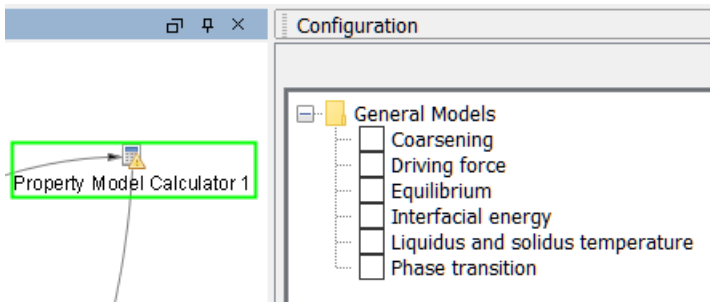 Configuration
Property Model Calculator 1
General Models
Coarsening
Driving force
Equilibrium
Interfacial energy
Liquidus and solidus temperature
Phase transition